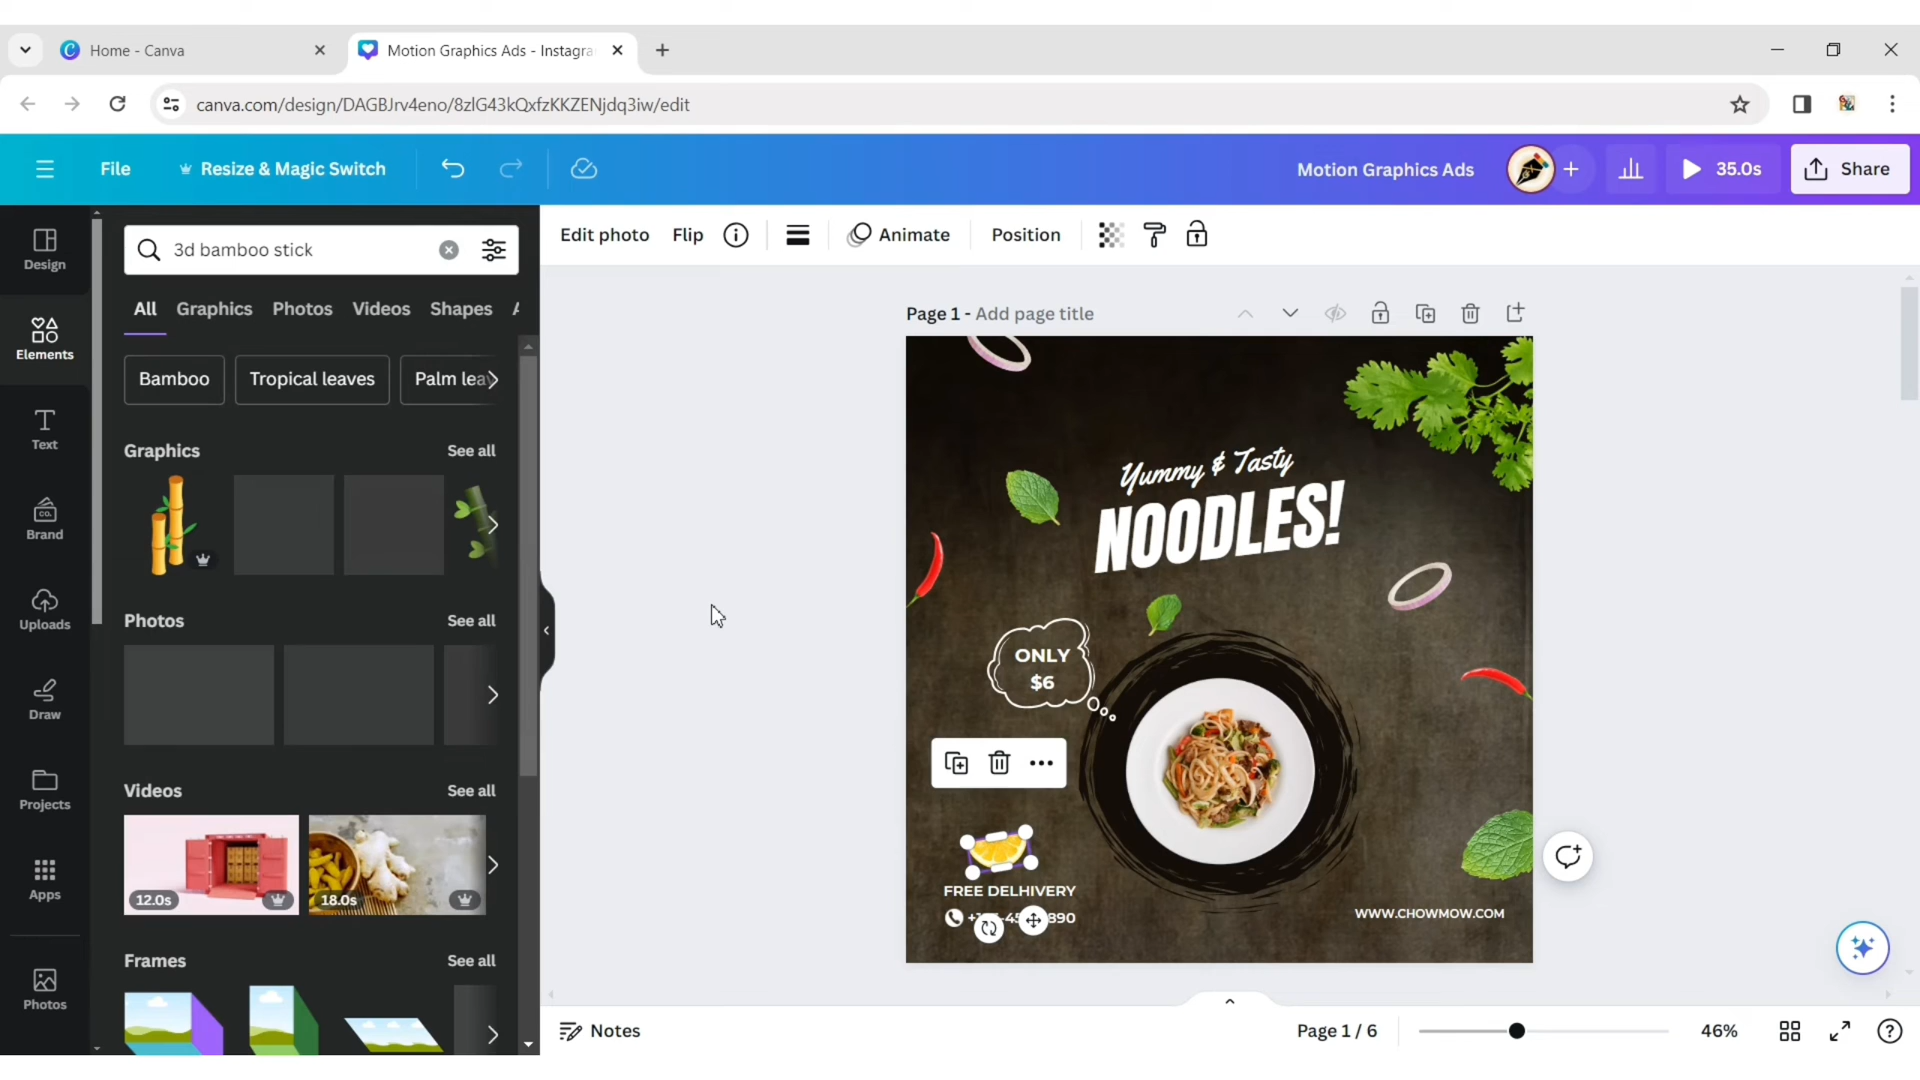 Home - Canva
Motion Graphics Ads - Instagra
canva.com/design/DAGBJrv4eno/8zlG43kQxfzKKZENjdq3iw/edit
File
Resize & Magic Switch
Motion Graphics Ads
35.0s
Share
Design
Elements
Text
Brand
Uploads
Draw
Projects
Apps
Photos
3d bamboo stick
All
Graphics
Photos
Videos
Shapes
Bamboo
Tropical leaves
Palm lea
Graphics
See all
Photos
See all
Videos
See all
12.0s
18.0s
Frames
See all
Edit photo
Flip
Animate
Position
Page 1 - Add page title
Yummy & Tasty
NOODLES!
ONLY
$6
FREE DELHIVERY
WWW.CHOWMOW.COM
Notes
Page 1 / 6
46%
CO.